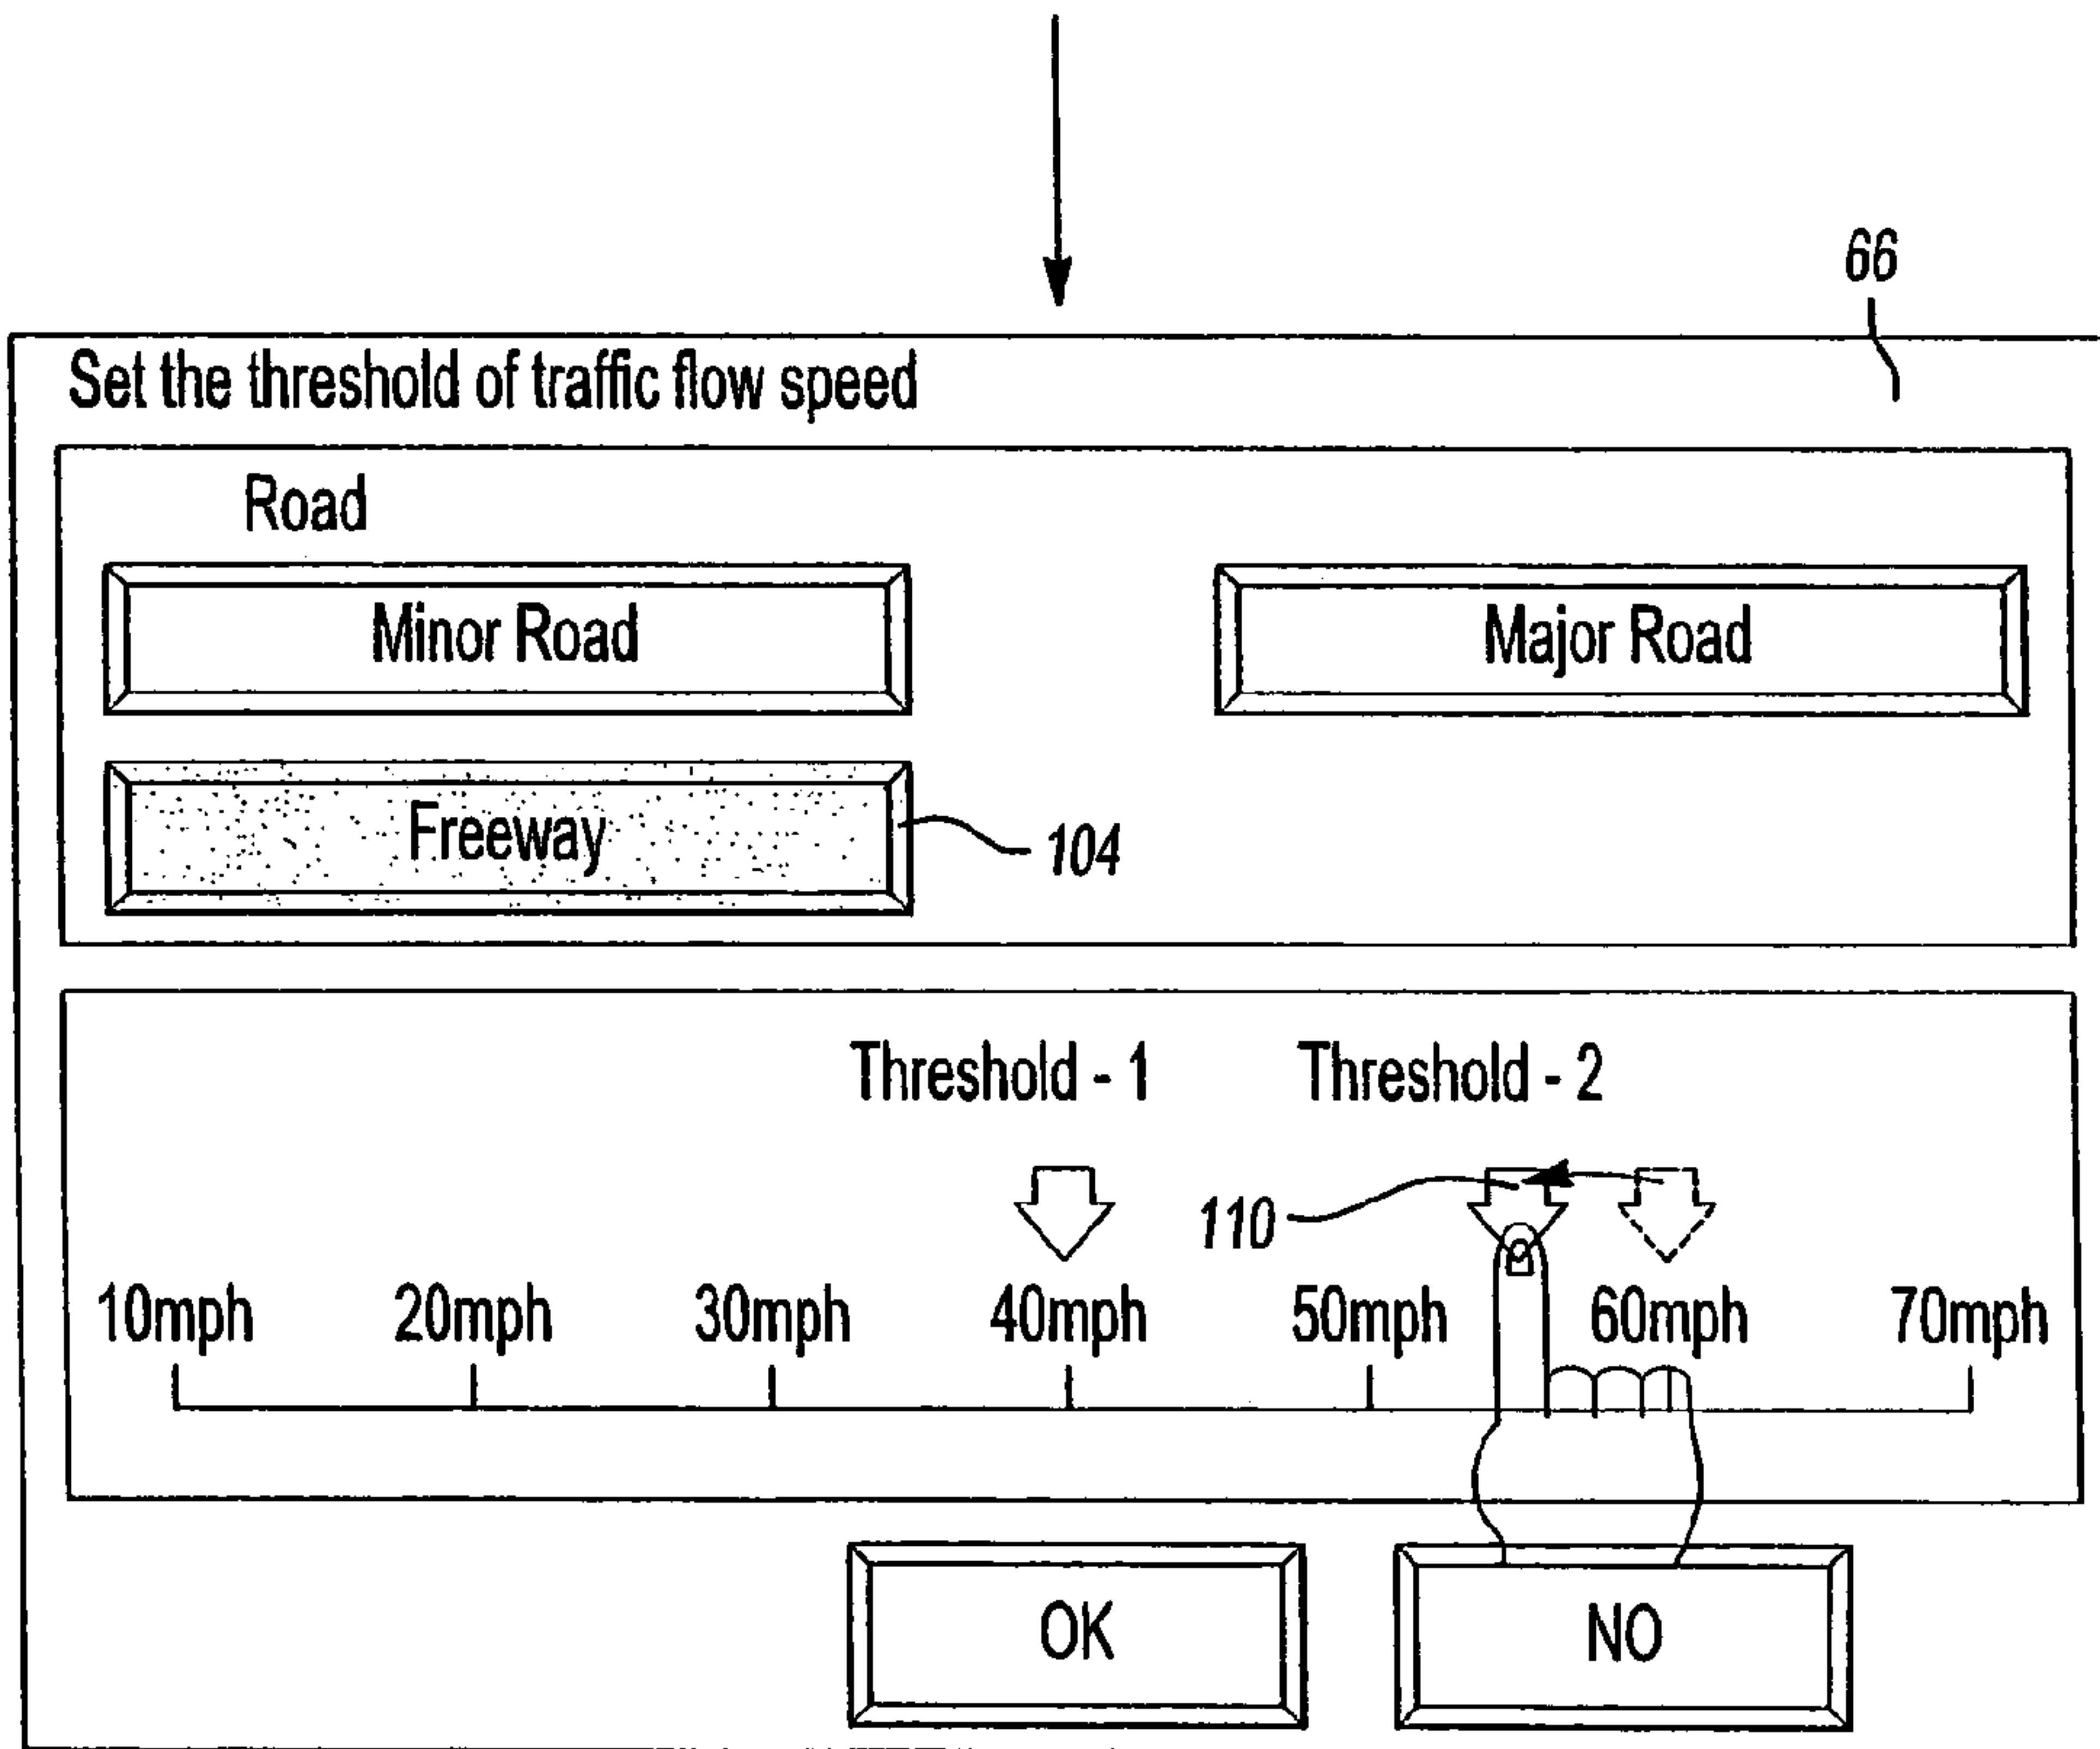 66
Set the threshold of traffic flow speed
Road
Minor Road
Major Road
Freeway
104
Threshold - 1
Threshold - 2
110
10mph
20mph
30mph
40mph
50mph
60mph
70mph
OK
NO